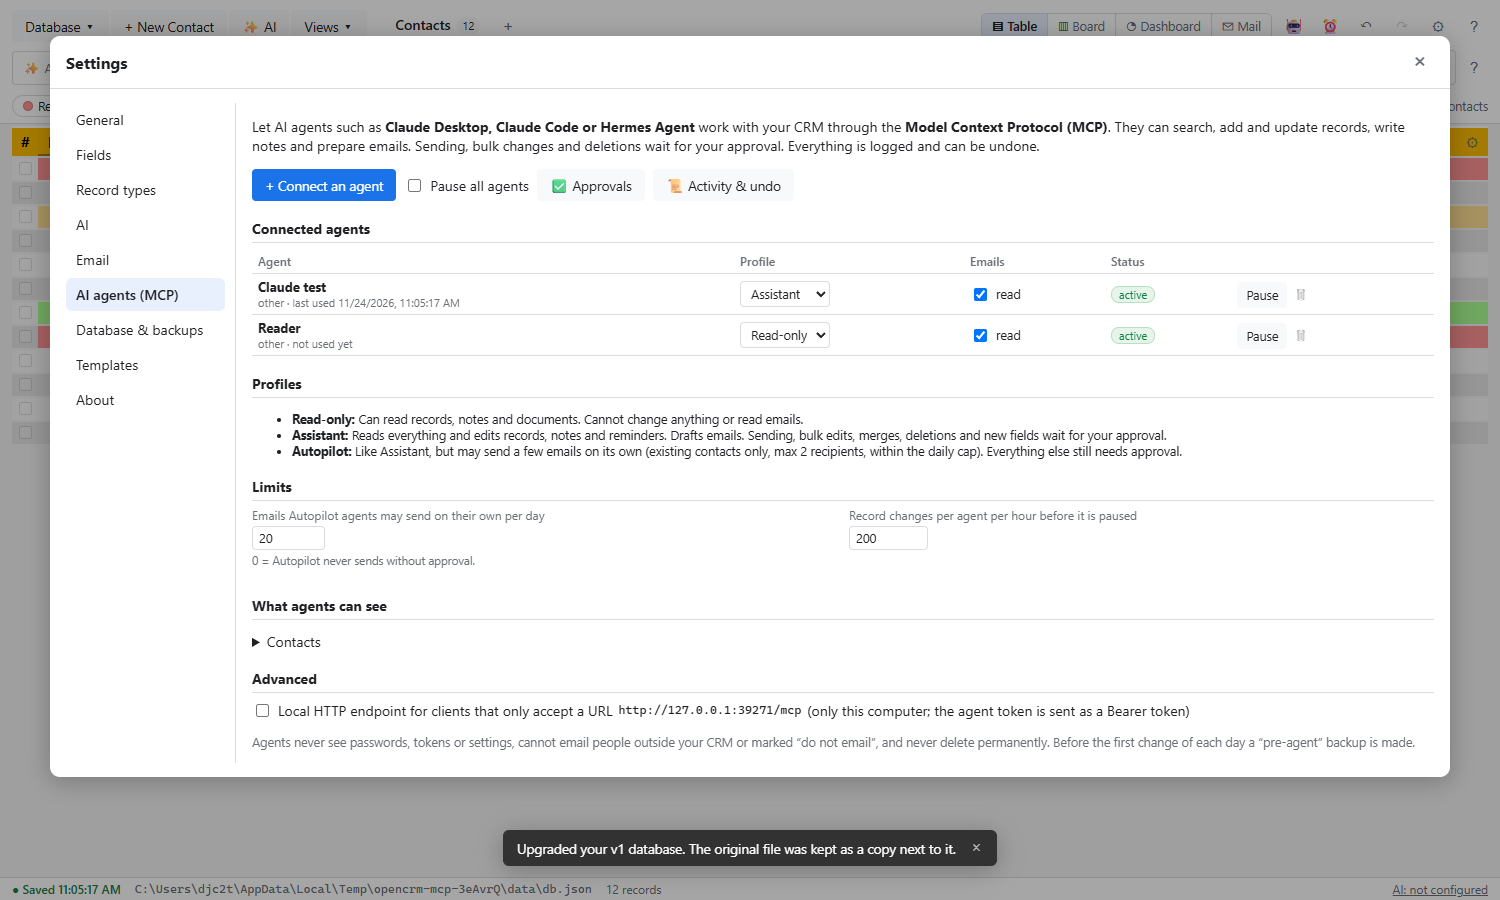 Database ▾ + New Contact ✨ AI Views ▾ Contacts 12 + Table Board Dashboard Mail ?
Settings ×
?
Re
ontacts
#
General
Fields
Record types
AI
Email
AI agents (MCP)
Database & backups
Templates
About
Let AI agents such as Claude Desktop, Claude Code or Hermes Agent work with your CRM through the Model Context Protocol (MCP). They can search, add and update records, write
notes and prepare emails. Sending, bulk changes and deletions wait for your approval. Everything is logged and can be undone.
+ Connect an agent Pause all agents Approvals Activity & undo
Connected agents
Agent Profile Emails Status
Claude test
other · last used 11/24/2026, 11:05:17 AM
Assistant read active Pause
Reader
other · not used yet
Read-only read active Pause
Profiles
• Read-only: Can read records, notes and documents. Cannot change anything or read emails.
• Assistant: Reads everything and edits records, notes and reminders. Drafts emails. Sending, bulk edits, merges, deletions and new fields wait for your approval.
• Autopilot: Like Assistant, but may send a few emails on its own (existing contacts only, max 2 recipients, within the daily cap). Everything else still needs approval.
Limits
Emails Autopilot agents may send on their own per day Record changes per agent per hour before it is paused
20 200
0 = Autopilot never sends without approval.
What agents can see
▶ Contacts
Advanced
Local HTTP endpoint for clients that only accept a URL http://127.0.0.1:39271/mcp (only this computer; the agent token is sent as a Bearer token)
Agents never see passwords, tokens or settings, cannot email people outside your CRM or marked “do not email”, and never delete permanently. Before the first change of each day a “pre-agent” backup is made.
Upgraded your v1 database. The original file was kept as a copy next to it. ×
● Saved 11:05:17 AM C:\Users\djc2t\AppData\Local\Temp\opencrm-mcp-3eAvrQ\data\db.json 12 records AI: not configured